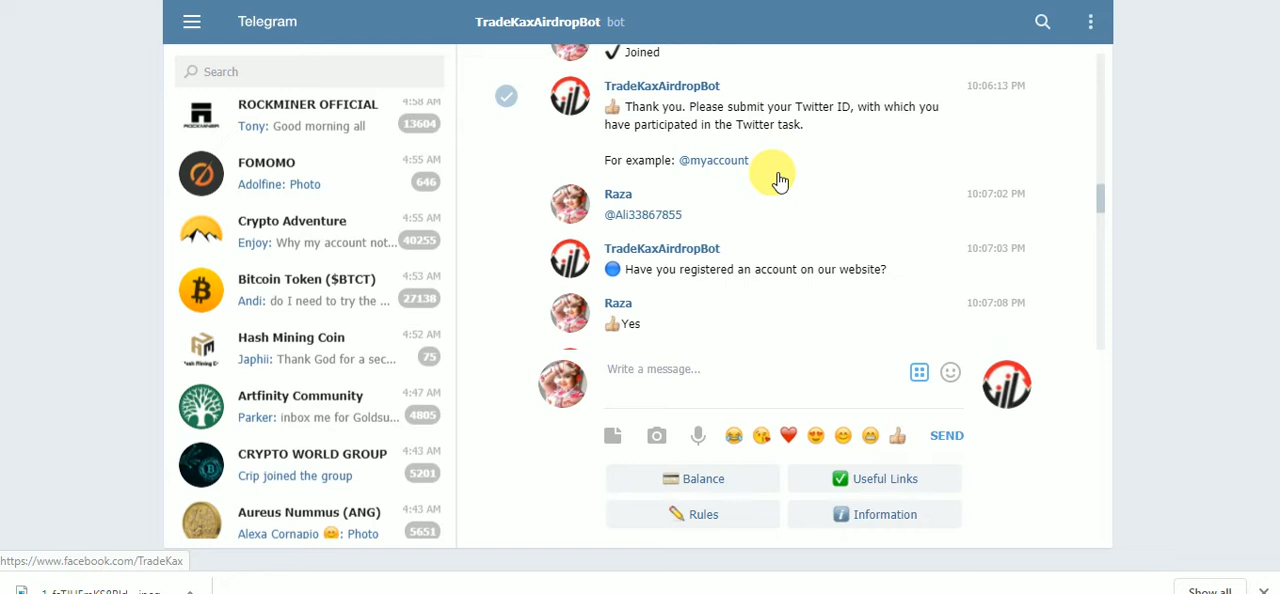 Telegram
TradeKaxAirdropBot bot
Joined
Search
ROCKMINER OFFICIAL 4:58 AM
Tony: Good morning all 13604
FOMOMO 4:55 AM
Adolfine: Photo 646
Crypto Adventure 4:55 AM
Enjoy: Why my account not... 40255
Bitcoin Token ($BTCT) 4:53 AM
Andi: do I need to try the ... 27138
Hash Mining Coin 4:52 AM
Japhii: Thank God for a sec... 75
Artfinity Community 4:47 AM
Parker: inbox me for Goldsu... 4805
CRYPTO WORLD GROUP 4:43 AM
Crip joined the group 5201
Aureus Nummus (ANG) 4:43 AM
Alexa Cornapio 😊: Photo 5651
TradeKaxAirdropBot 10:06:13 PM
👍 Thank you. Please submit your Twitter ID, with which you
have participated in the Twitter task.
For example: @myaccount
Raza 10:07:02 PM
@Ali33867855
TradeKaxAirdropBot 10:07:03 PM
🔵 Have you registered an account on our website?
Raza 10:07:08 PM
👍Yes
Write a message...
SEND
Balance
Useful Links
Rules
Information
https://www.facebook.com/TradeKax
Show all